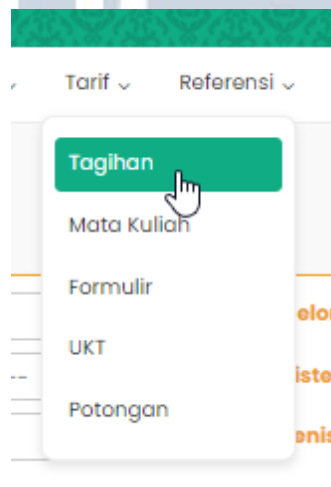 Tarif Referensi
Tagihan
Mata Kuliah
Formulir
UKT
Potongan